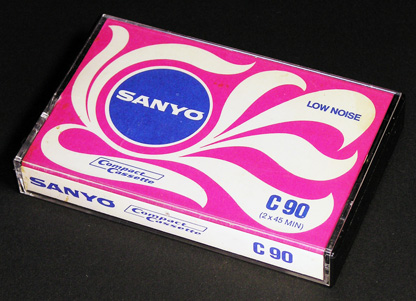 SANYO
LOW NOISE
Compact
Cassette
C 90
(2 x 45 MIN)
SANYO
Compact
Cassette
C 90